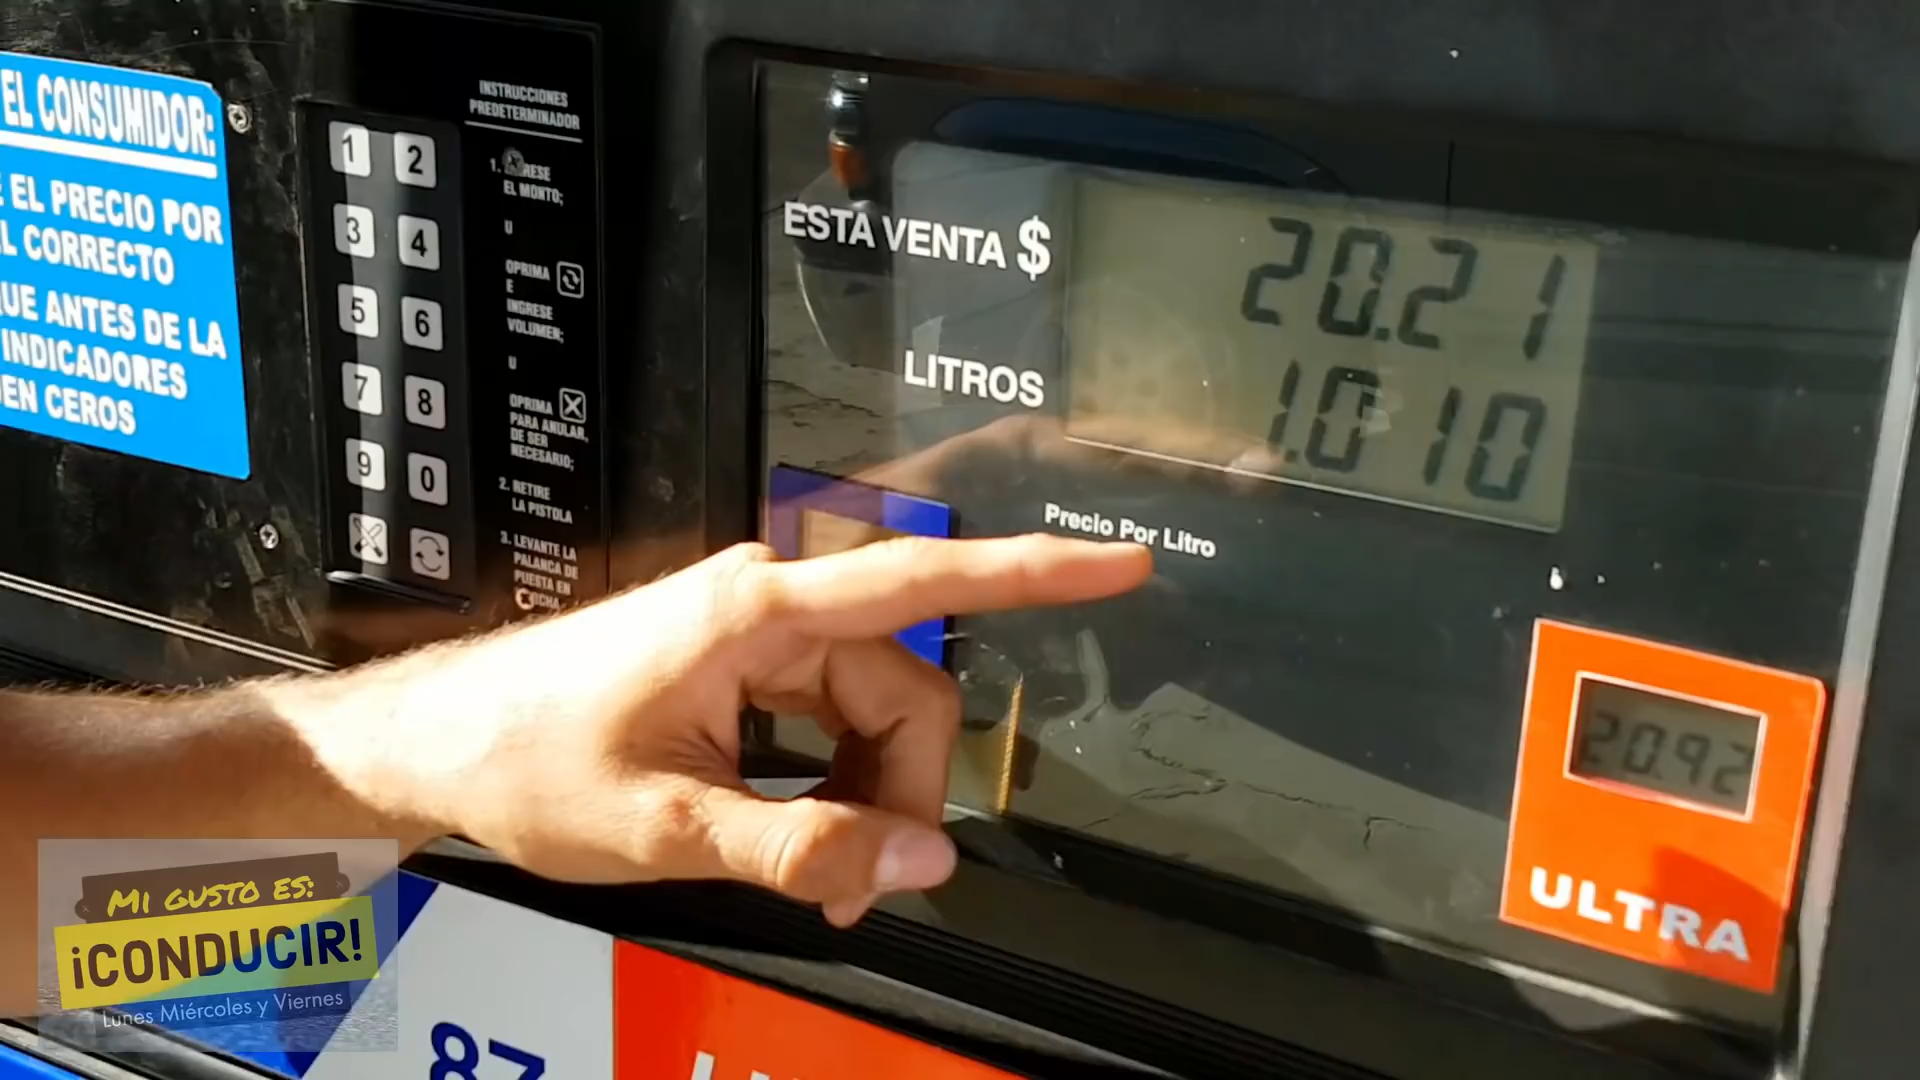 EL CONSUMIDOR:
EL PRECIO POR
CORRECTO
ANTES DE LA
INDICADORES
EN CEROS
1 2
3 4
5 6
7 8
9 0
INSTRUCCIONES
PREDETERMINADOR
1. INGRESE
EL MONTO;
U
OPRIMA
E
INGRESE
VOLUMEN;
U
OPRIMA
PARA ANULAR,
DE SER
NECESARIO;
2. RETIRE
LA PISTOLA
3. LEVANTE LA
PALANCA DE
PUESTA EN
ESTA VENTA $ 20.21
LITROS 1.010
Precio Por Litro
20.92
ULTRA
MI GUSTO ES:
¡CONDUCIR!
Lunes Miércoles y Viernes
87